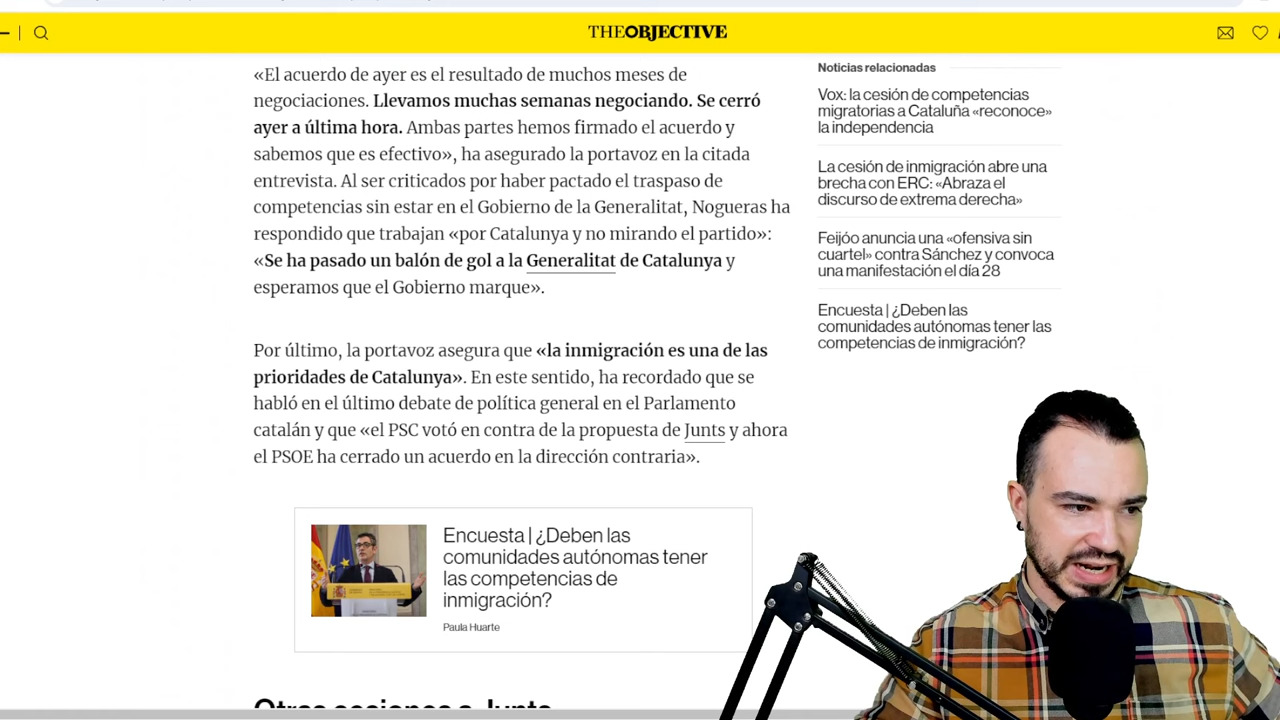 THEOBJECTIVE
«El acuerdo de ayer es el resultado de muchos meses de
negociaciones. Llevamos muchas semanas negociando. Se cerró
ayer a última hora. Ambas partes hemos firmado el acuerdo y
sabemos que es efectivo», ha asegurado la portavoz en la citada
entrevista. Al ser criticados por haber pactado el traspaso de
competencias sin estar en el Gobierno de la Generalitat, Nogueras ha
respondido que trabajan «por Catalunya y no mirando el partido»:
«Se ha pasado un balón de gol a la Generalitat de Catalunya y
esperamos que el Gobierno marque».
Por último, la portavoz asegura que «la inmigración es una de las
prioridades de Catalunya». En este sentido, ha recordado que se
habló en el último debate de política general en el Parlamento
catalán y que «el PSC votó en contra de la propuesta de Junts y ahora
el PSOE ha cerrado un acuerdo en la dirección contraria».
Encuesta | ¿Deben las
comunidades autónomas tener
las competencias de
inmigración?
Paula Huarte
Noticias relacionadas
Vox: la cesión de competencias
migratorias a Cataluña «reconoce»
la independencia
La cesión de inmigración abre una
brecha con ERC: «Abraza el
discurso de extrema derecha»
Feijóo anuncia una «ofensiva sin
cuartel» contra Sánchez y convoca
una manifestación el día 28
Encuesta | ¿Deben las
comunidades autónomas tener las
competencias de inmigración?